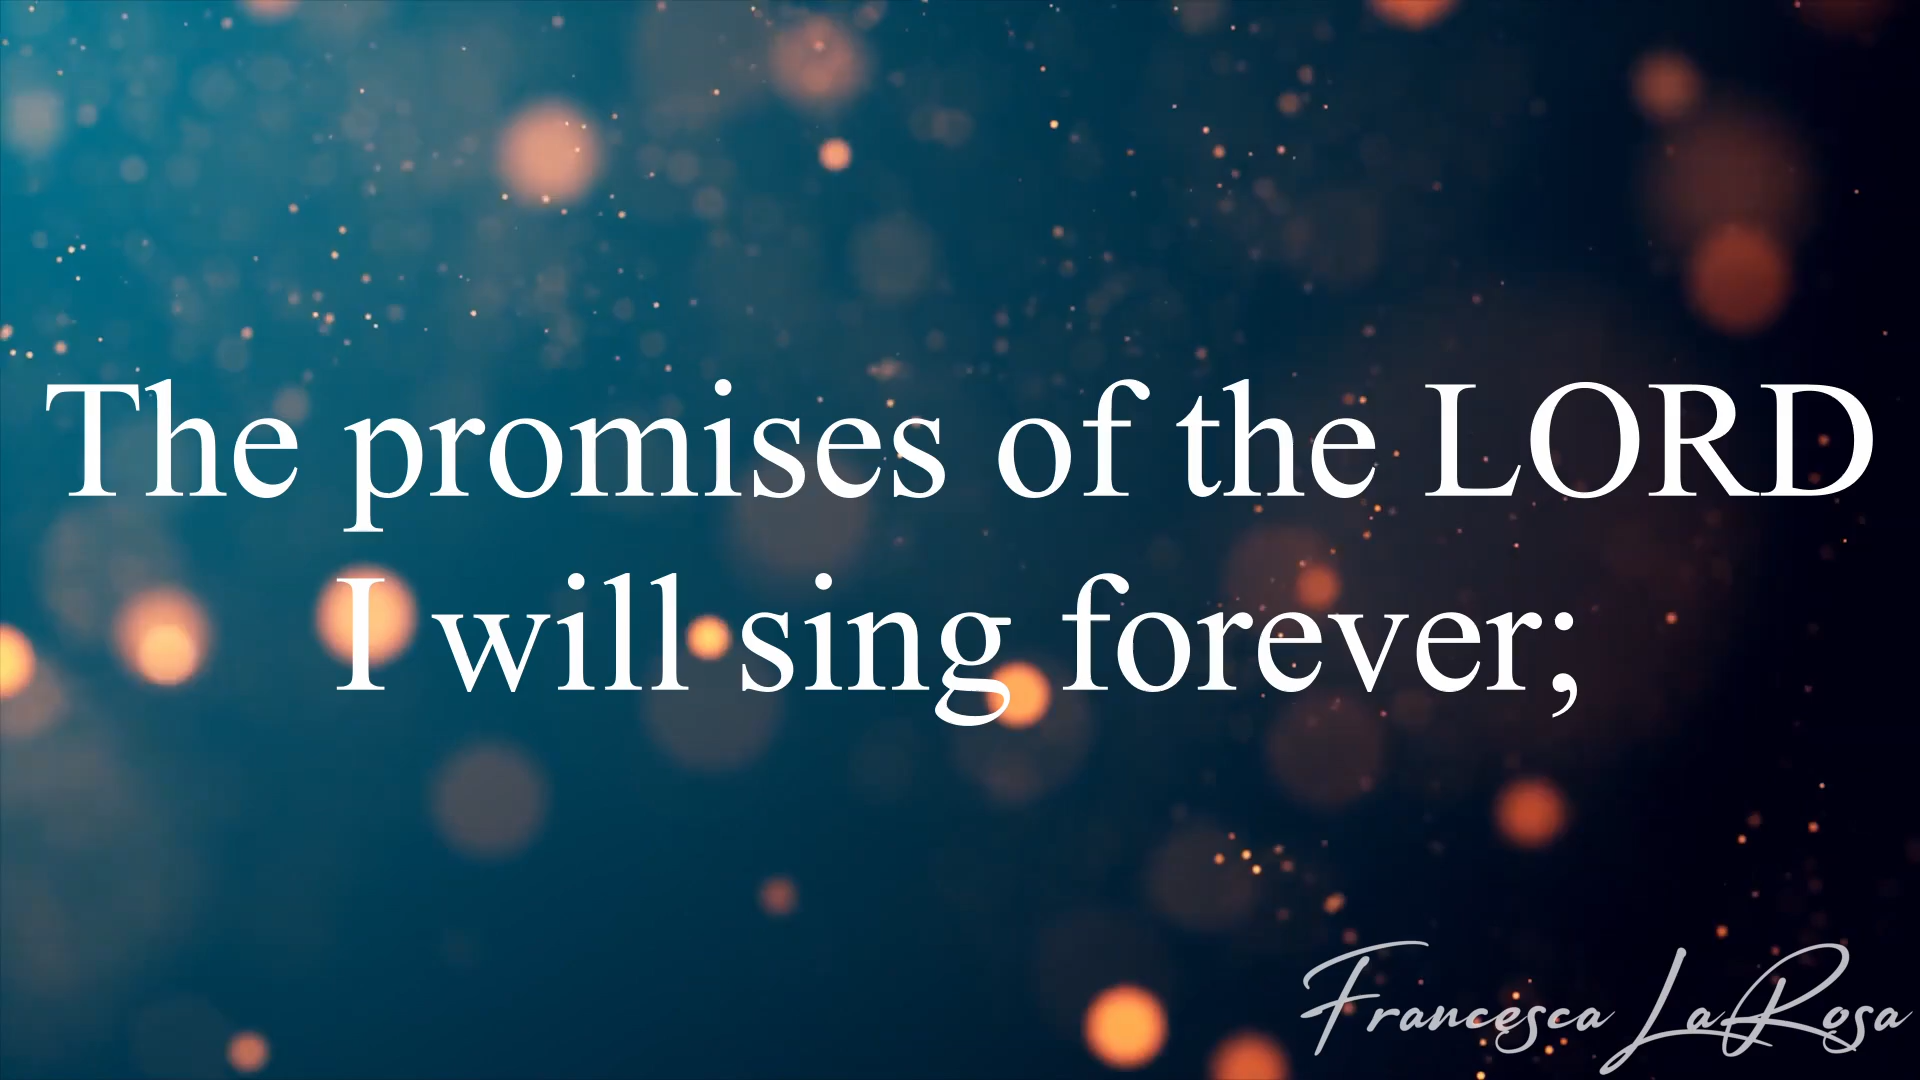 The promises of the LORD
I will sing forever;
Francesca LaRosa